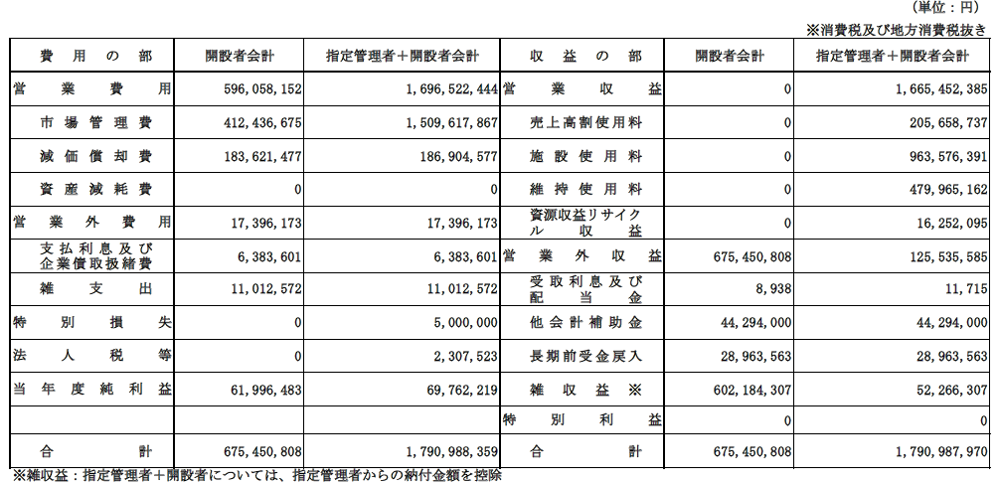 （単位：円）
※消費税及び地方消費税抜き
費用の部 開設者会計 指定管理者＋開設者会計 収益の部 開設者会計 指定管理者＋開設者会計
営業費用 596,058,152 1,696,522,444 営業収益 0 1,665,452,385
市場管理費 412,436,675 1,509,617,867 売上高割使用料 0 205,658,737
減価償却費 183,621,477 186,904,577 施設使用料 0 963,576,391
資産減耗費 0 0 維持使用料 0 479,965,162
営業外費用 17,396,173 17,396,173 資源収益リサイクル収益 0 16,252,095
支払利息及び企業債取扱緒費 6,383,601 6,383,601 営業外収益 675,450,808 125,535,585
雑支出 11,012,572 11,012,572 受取利息及び配当金 8,938 11,715
特別損失 0 5,000,000 他会計補助金 44,294,000 44,294,000
法人税等 0 2,307,523 長期前受金戻入 28,963,563 28,963,563
当年度純利益 61,996,483 69,762,219 雑収益※ 602,184,307 52,266,307
特別利益 0 0
合計 675,450,808 1,790,988,359 合計 675,450,808 1,790,987,970
※雑収益：指定管理者＋開設者については、指定管理者からの納付金額を控除